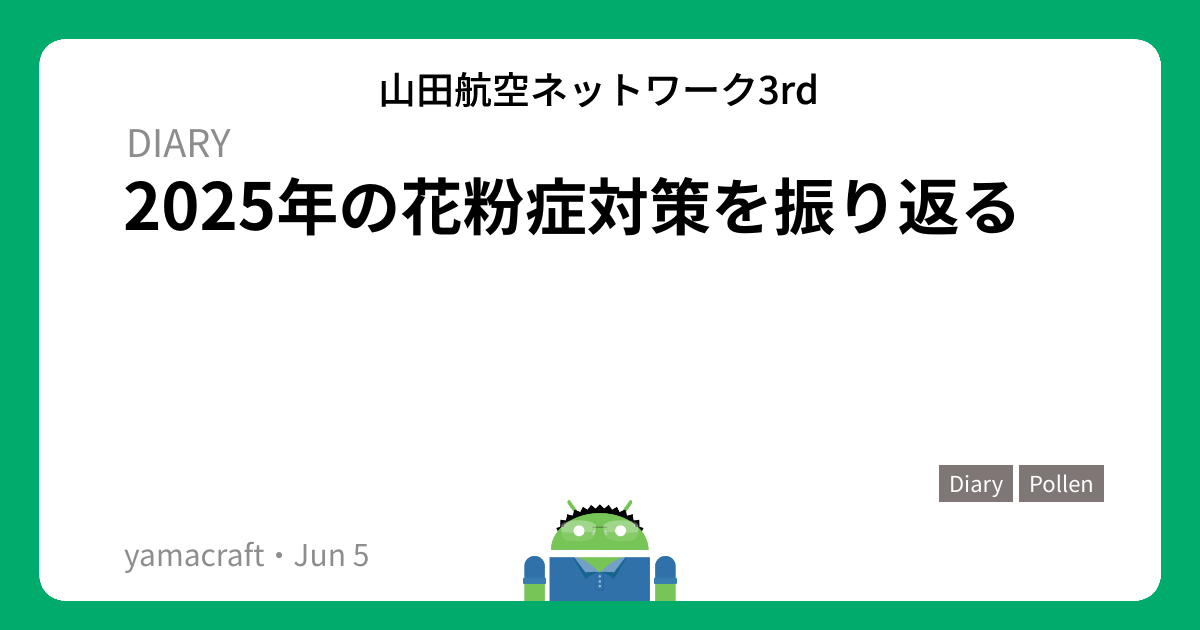 山田航空ネットワーク3rd
DIARY
2025年の花粉症対策を振り返る
Diary Pollen
yamacraft・Jun 5